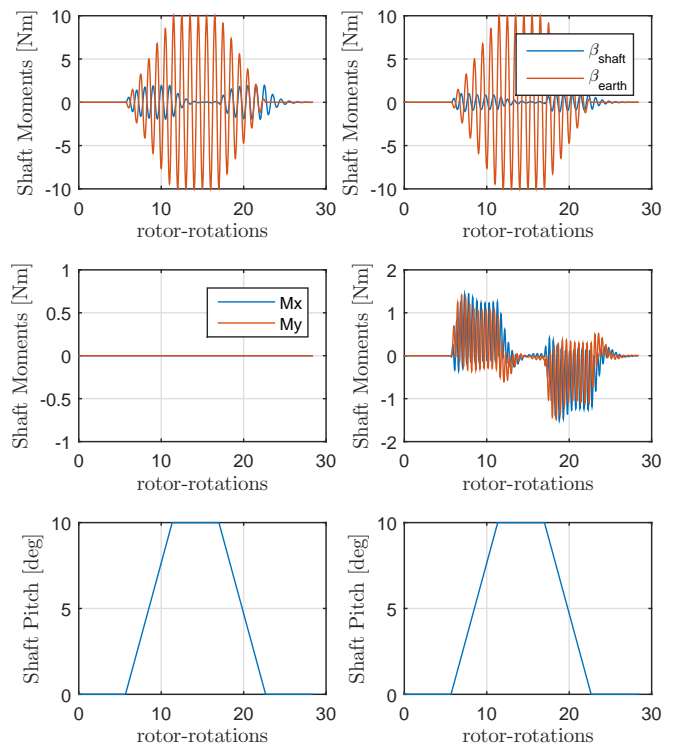 10
5
0
-5
-10
Shaft Moments [Nm]
0 10 20 30
rotor-rotations
10
5
0
-5
-10
Shaft Moments [Nm]
β_shaft
β_earth
0 10 20 30
rotor-rotations
1
0.5
0
-0.5
-1
Shaft Moments [Nm]
Mx
My
0 10 20 30
rotor-rotations
2
1
0
-1
-2
Shaft Moments [Nm]
0 10 20 30
rotor-rotations
10
5
0
Shaft Pitch [deg]
0 10 20 30
rotor-rotations
10
5
0
Shaft Pitch [deg]
0 10 20 30
rotor-rotations